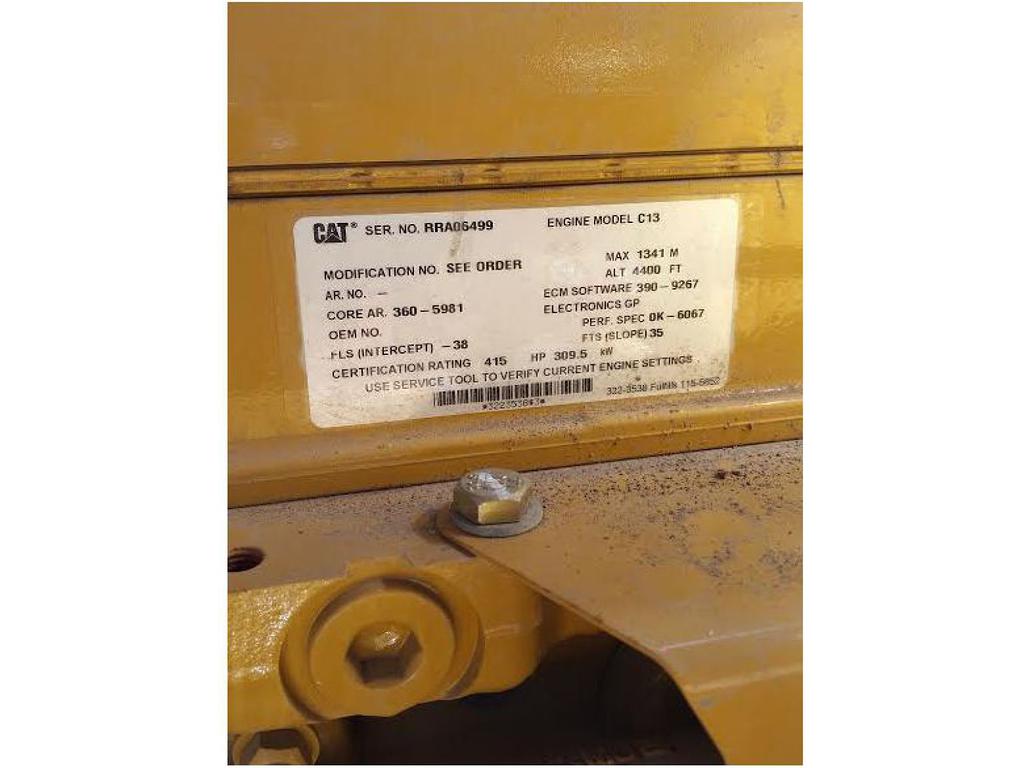 CAT® SER. NO. RRA06499 ENGINE MODEL C13
MAX 1341 M
MODIFICATION NO. SEE ORDER ALT 4400 FT
AR. NO. – ECM SOFTWARE 390-9267
CORE AR. 360-5981 ELECTRONICS GP
OEM NO. PERF. SPEC 0K-6067
FLS (INTERCEPT) -38 FTS (SLOPE) 35
CERTIFICATION RATING 415 HP 309.5 kW
USE SERVICE TOOL TO VERIFY CURRENT ENGINE SETTINGS
*3223538#3* 322-3538